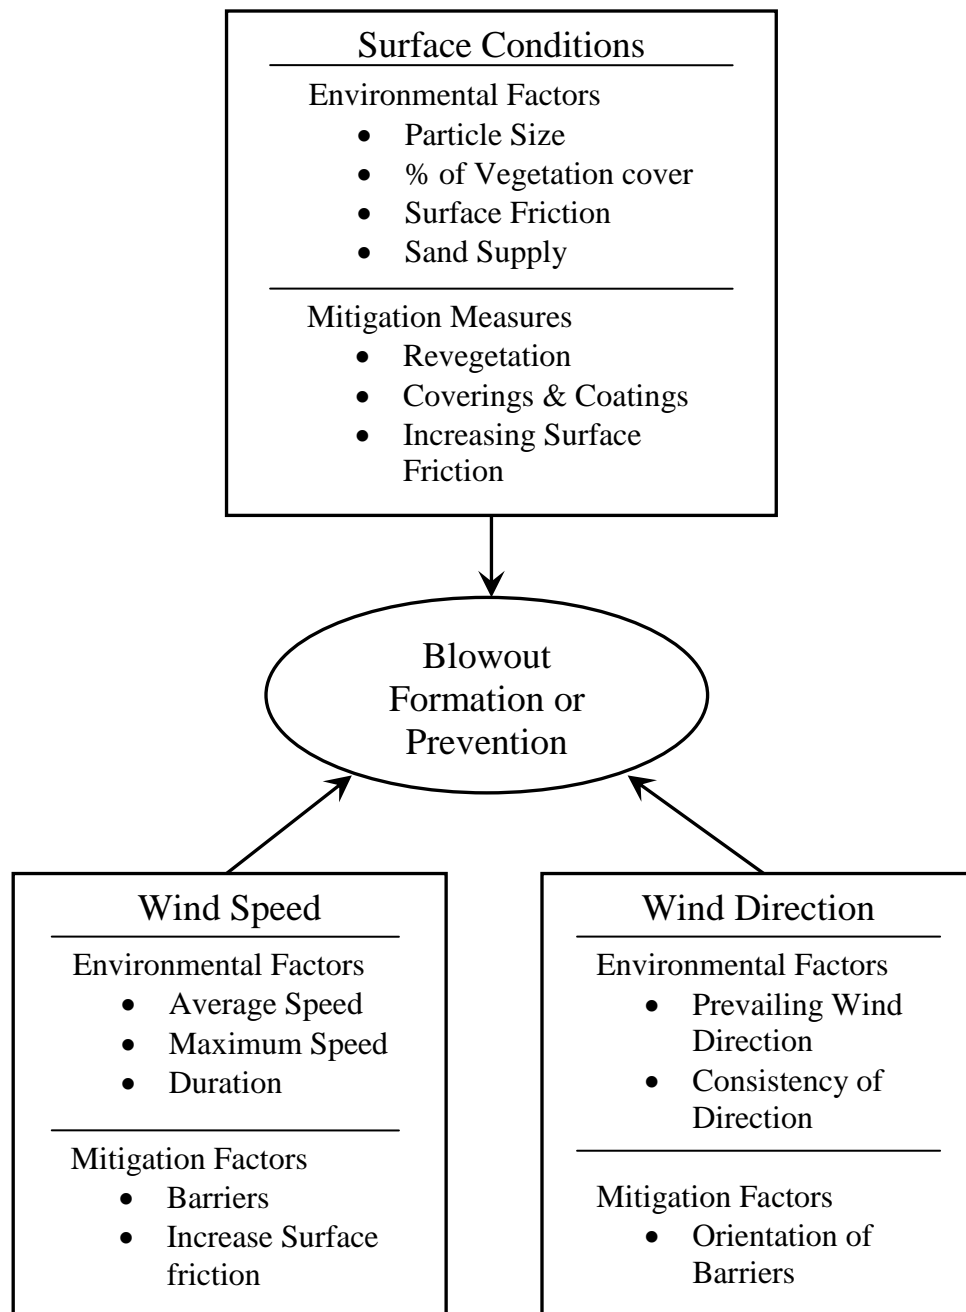 Surface Conditions
Environmental Factors
• Particle Size
• % of Vegetation cover
• Surface Friction
• Sand Supply
Mitigation Measures
• Revegetation
• Coverings & Coatings
• Increasing Surface
Friction
Blowout
Formation or
Prevention
Wind Speed
Environmental Factors
• Average Speed
• Maximum Speed
• Duration
Mitigation Factors
• Barriers
• Increase Surface
friction
Wind Direction
Environmental Factors
• Prevailing Wind
Direction
• Consistency of
Direction
Mitigation Factors
• Orientation of
Barriers